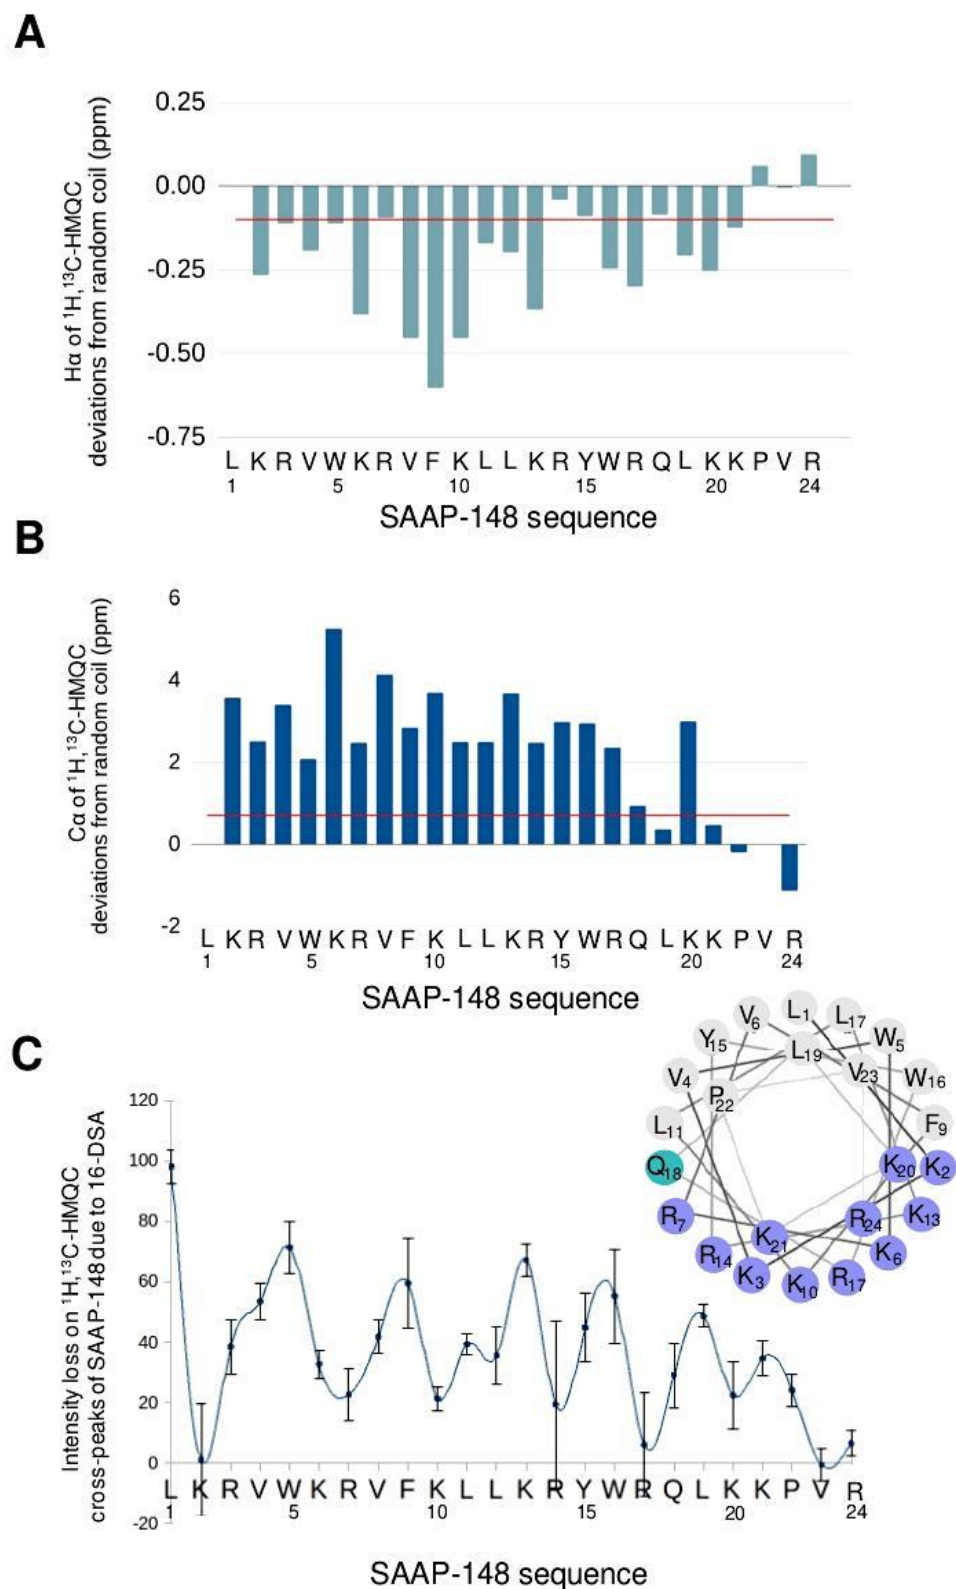 A
Hα of ¹H,¹³C-HMQC
deviations from random coil (ppm)
0.25
0.00
-0.25
-0.50
-0.75
L K R V W K R V F K L L K R Y W R Q L K K P V R
1 5 10 15 20 24
SAAP-148 sequence
B
Cα of ¹H,¹³C-HMQC
deviations from random coil (ppm)
6
4
2
0
-2
L K R V W K R V F K L L K R Y W R Q L K K P V R
1 5 10 15 20 24
SAAP-148 sequence
C
Intensity loss on ¹H,¹³C-HMQC
cross-peaks of SAAP-148 due to 16-DSA
120
100
80
60
40
20
0
-20
L K R V W K R V F K L L K R Y W R Q L K K P V R
5 10 15 20 24
SAAP-148 sequence
V6 L1 L17
Y15 W5
L19
V4 V23 W16
P22
L11 F9
Q18 K20 K2
R7 R24 K13
K21
R14 K6
K3 K10 R17